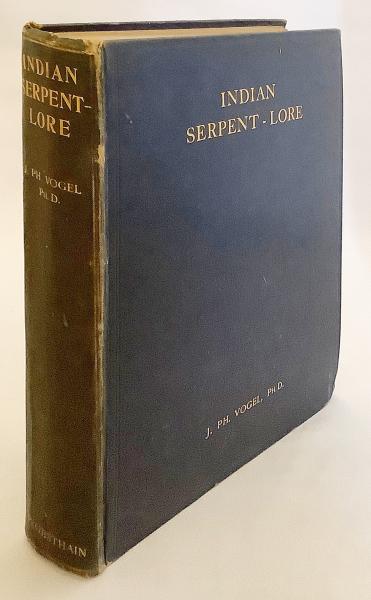 INDIAN
SERPENT-
LORE
J. PH. VOGEL
PH.D.
INDIAN
SERPENT-LORE
J. PH. VOGEL, PH.D.